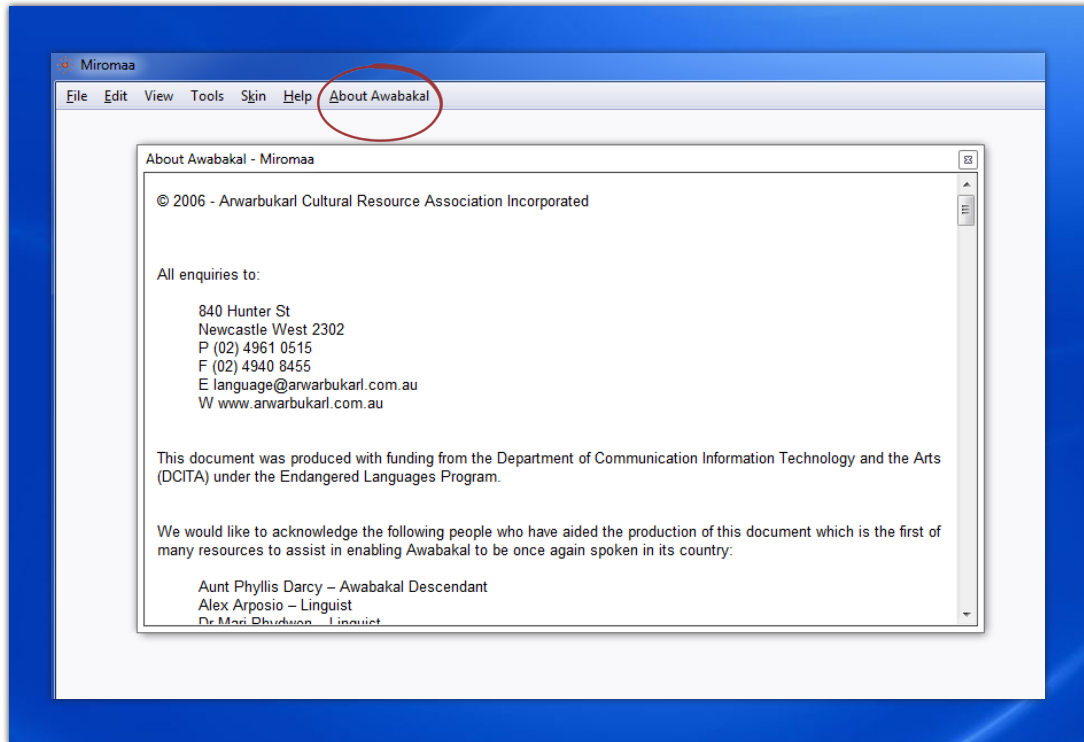 Miromaa
File Edit View Tools Skin Help About Awabakal
About Awabakal - Miromaa
© 2006 - Arwarbukarl Cultural Resource Association Incorporated
All enquiries to:
840 Hunter St
Newcastle West 2302
P (02) 4961 0515
F (02) 4940 8455
E language@arwarbukarl.com.au
W www.arwarbukarl.com.au
This document was produced with funding from the Department of Communication Information Technology and the Arts
(DCITA) under the Endangered Languages Program.
We would like to acknowledge the following people who have aided the production of this document which is the first of
many resources to assist in enabling Awabakal to be once again spoken in its country:
Aunt Phyllis Darcy – Awabakal Descendant
Alex Arposio – Linguist
Dr Mari Rhydwen – Linguist